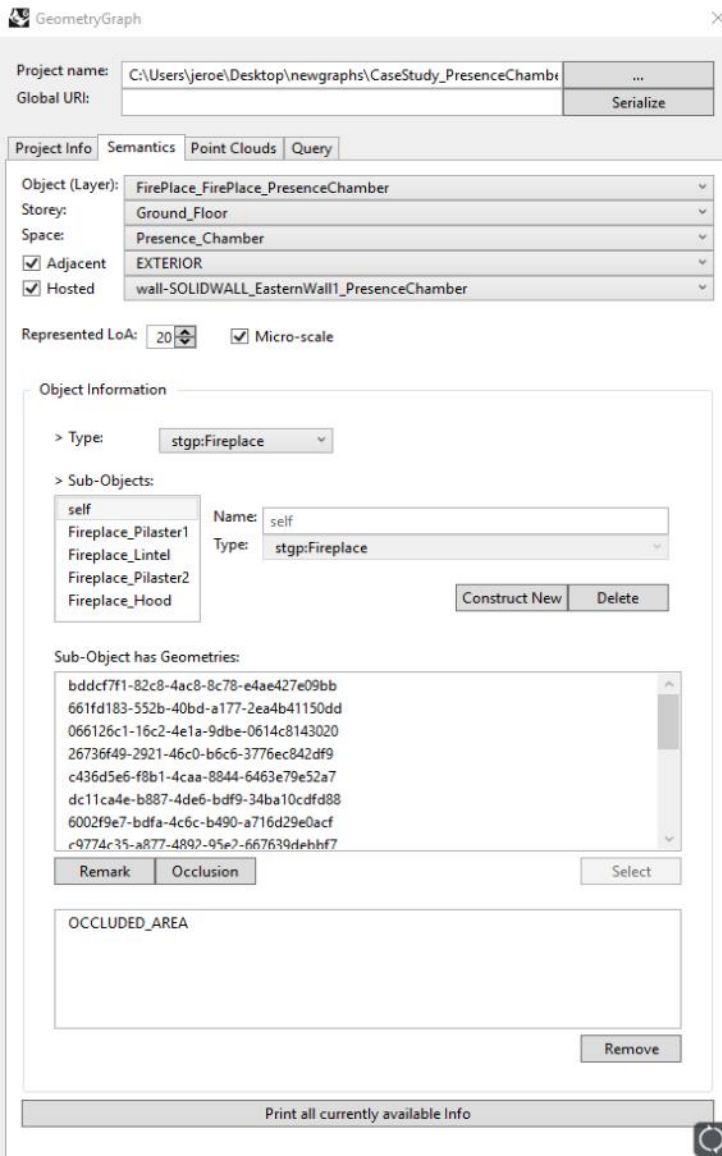 GeometryGraph
Project name: C:\Users\jeroe\Desktop\newgraphs\CaseStudy_PresenceChambe ...
Global URI: Serialize
Project Info Semantics Point Clouds Query
Object (Layer): FirePlace_FirePlace_PresenceChamber
Storey: Ground_Floor
Space: Presence_Chamber
Adjacent EXTERIOR
Hosted wall-SOLIDWALL_EasternWall1_PresenceChamber
Represented LoA: 20 Micro-scale
Object Information
> Type: stgp:Fireplace
> Sub-Objects:
self
Fireplace_Pilaster1
Fireplace_Lintel
Fireplace_Pilaster2
Fireplace_Hood
Name: self
Type: stgp:Fireplace
Construct New Delete
Sub-Object has Geometries:
bddcf7f1-82c8-4ac8-8c78-e4ae427e09bb
661fd183-552b-40bd-a177-2ea4b41150dd
066126c1-16c2-4e1a-9dbe-0614c8143020
26736f49-2921-46c0-b6c6-3776ec842df9
c436d5e6-f8b1-4caa-8844-6463e79e52a7
dc11ca4e-b887-4de6-bdf9-34ba10cdfd88
6002f9e7-bdfa-4c6c-b490-a716d29e0acf
c9774c35-a877-4892-95e2-667639debbf7
Remark Occlusion Select
OCCLUDED_AREA
Remove
Print all currently available Info